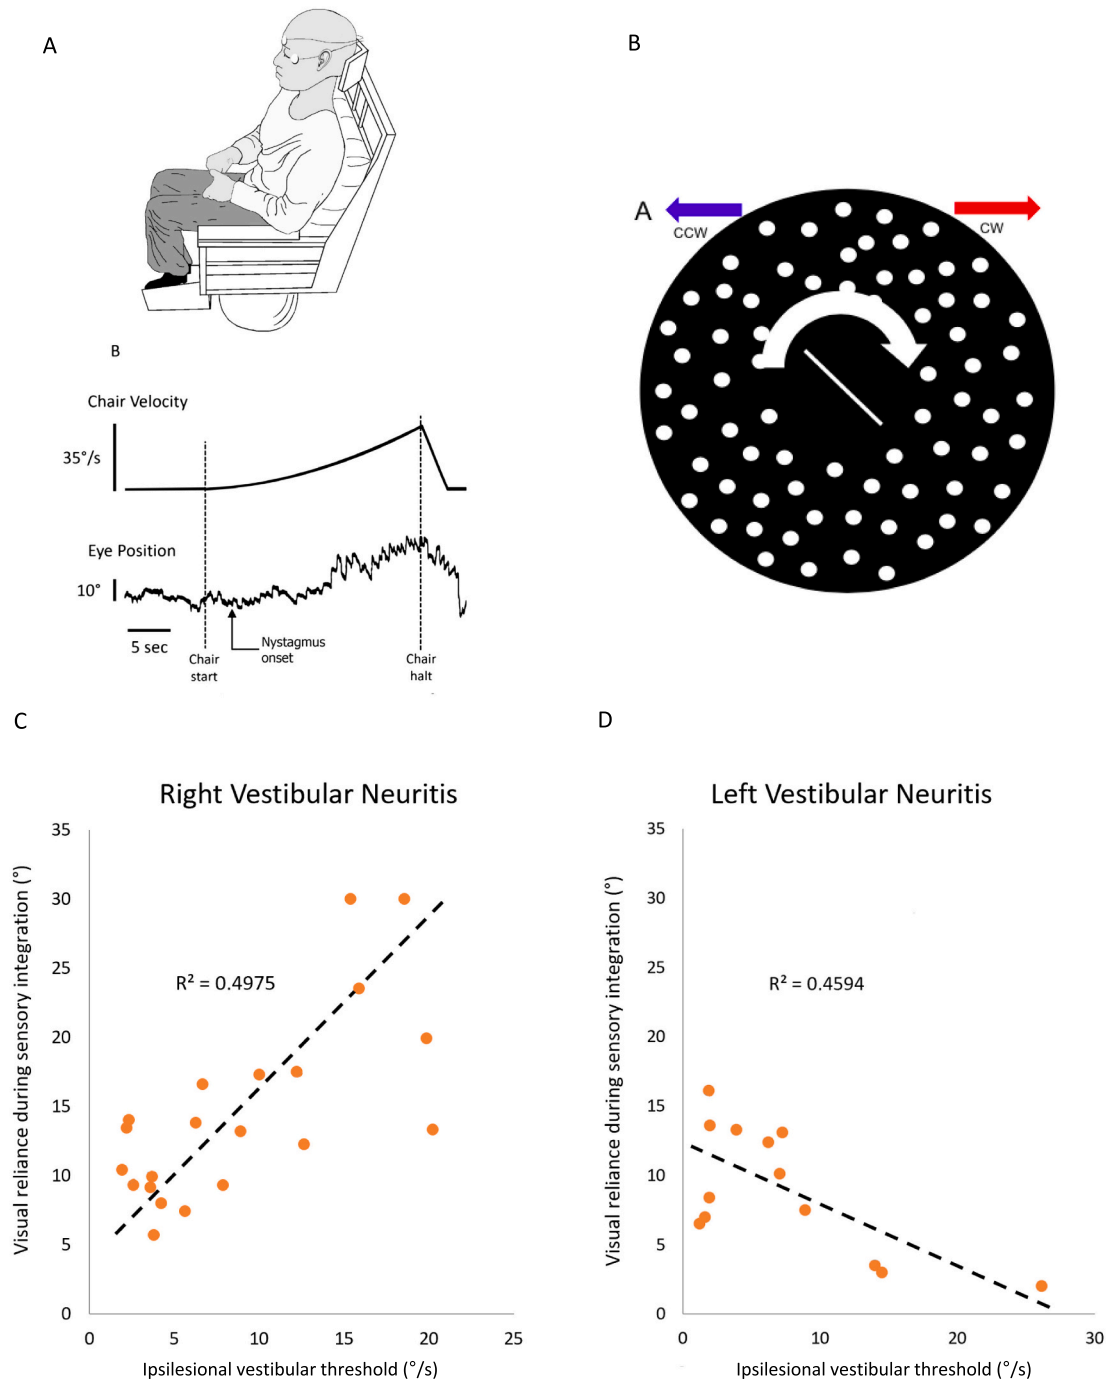 A
B
Chair Velocity
35°/s
Eye Position
10°
5 sec
Chair
start
Nystagmus
onset
Chair
halt
B
A
CCW
CW
C
Right Vestibular Neuritis
Visual reliance during sensory integration (°)
35
30
25
20
15
10
5
0
R² = 0.4975
0 5 10 15 20 25
Ipsilesional vestibular threshold (°/s)
D
Left Vestibular Neuritis
Visual reliance during sensory integration (°)
35
30
25
20
15
10
5
0
R² = 0.4594
0 10 20 30
Ipsilesional vestibular threshold (°/s)